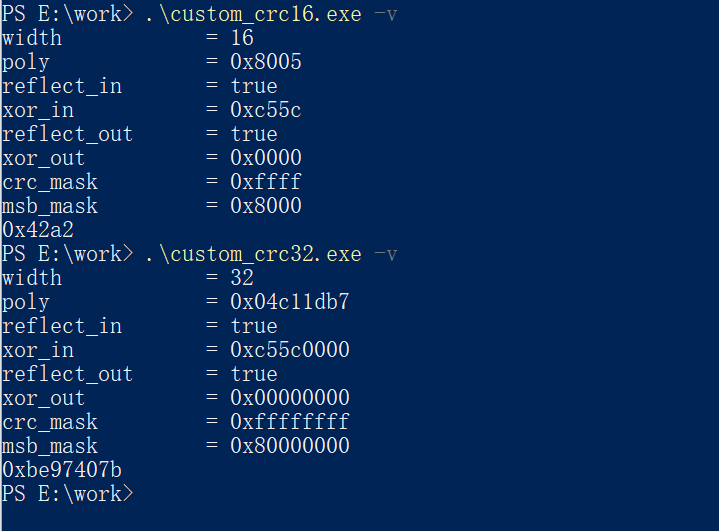 PS E:\work> .\custom_crc16.exe -v
width            = 16
poly             = 0x8005
reflect_in       = true
xor_in           = 0xc55c
reflect_out      = true
xor_out          = 0x0000
crc_mask         = 0xffff
msb_mask         = 0x8000
0x42a2
PS E:\work> .\custom_crc32.exe -v
width            = 32
poly             = 0x04c11db7
reflect_in       = true
xor_in           = 0xc55c0000
reflect_out      = true
xor_out          = 0x00000000
crc_mask         = 0xffffffff
msb_mask         = 0x80000000
0xbe97407b
PS E:\work>